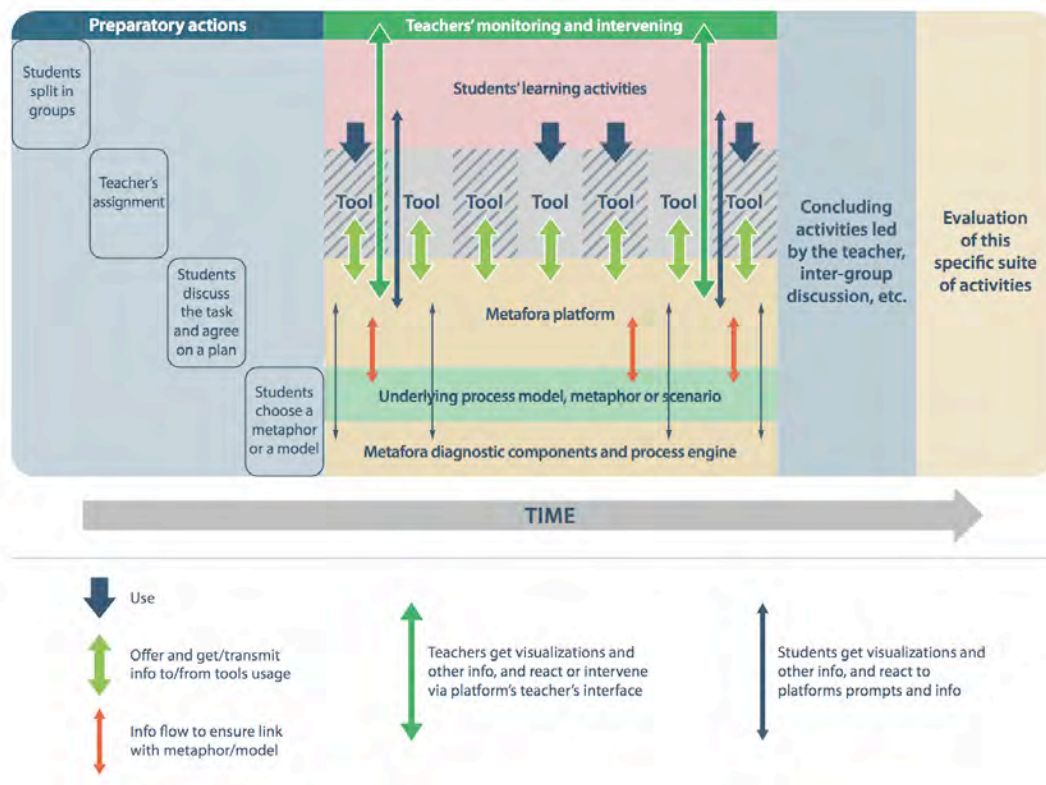 Preparatory actions
Teachers' monitoring and intervening
Students
split in
groups
Teacher's
assignment
Students
discuss
the task
and agree
on a plan
Students
choose a
metaphor
or a model
Students' learning activities
Tool
Tool
Tool
Tool
Tool
Tool
Tool
Metafora platform
Underlying process model, metaphor or scenario
Metafora diagnostic components and process engine
Concluding
activities led
by the teacher,
inter-group
discussion, etc.
Evaluation
of this
specific suite
of activities
TIME
Use
Offer and get/transmit
info to/from tools usage
Info flow to ensure link
with metaphor/model
Teachers get visualizations and
other info, and react or intervene
via platform's teacher's interface
Students get visualizations and
other info, and react to
platforms prompts and info